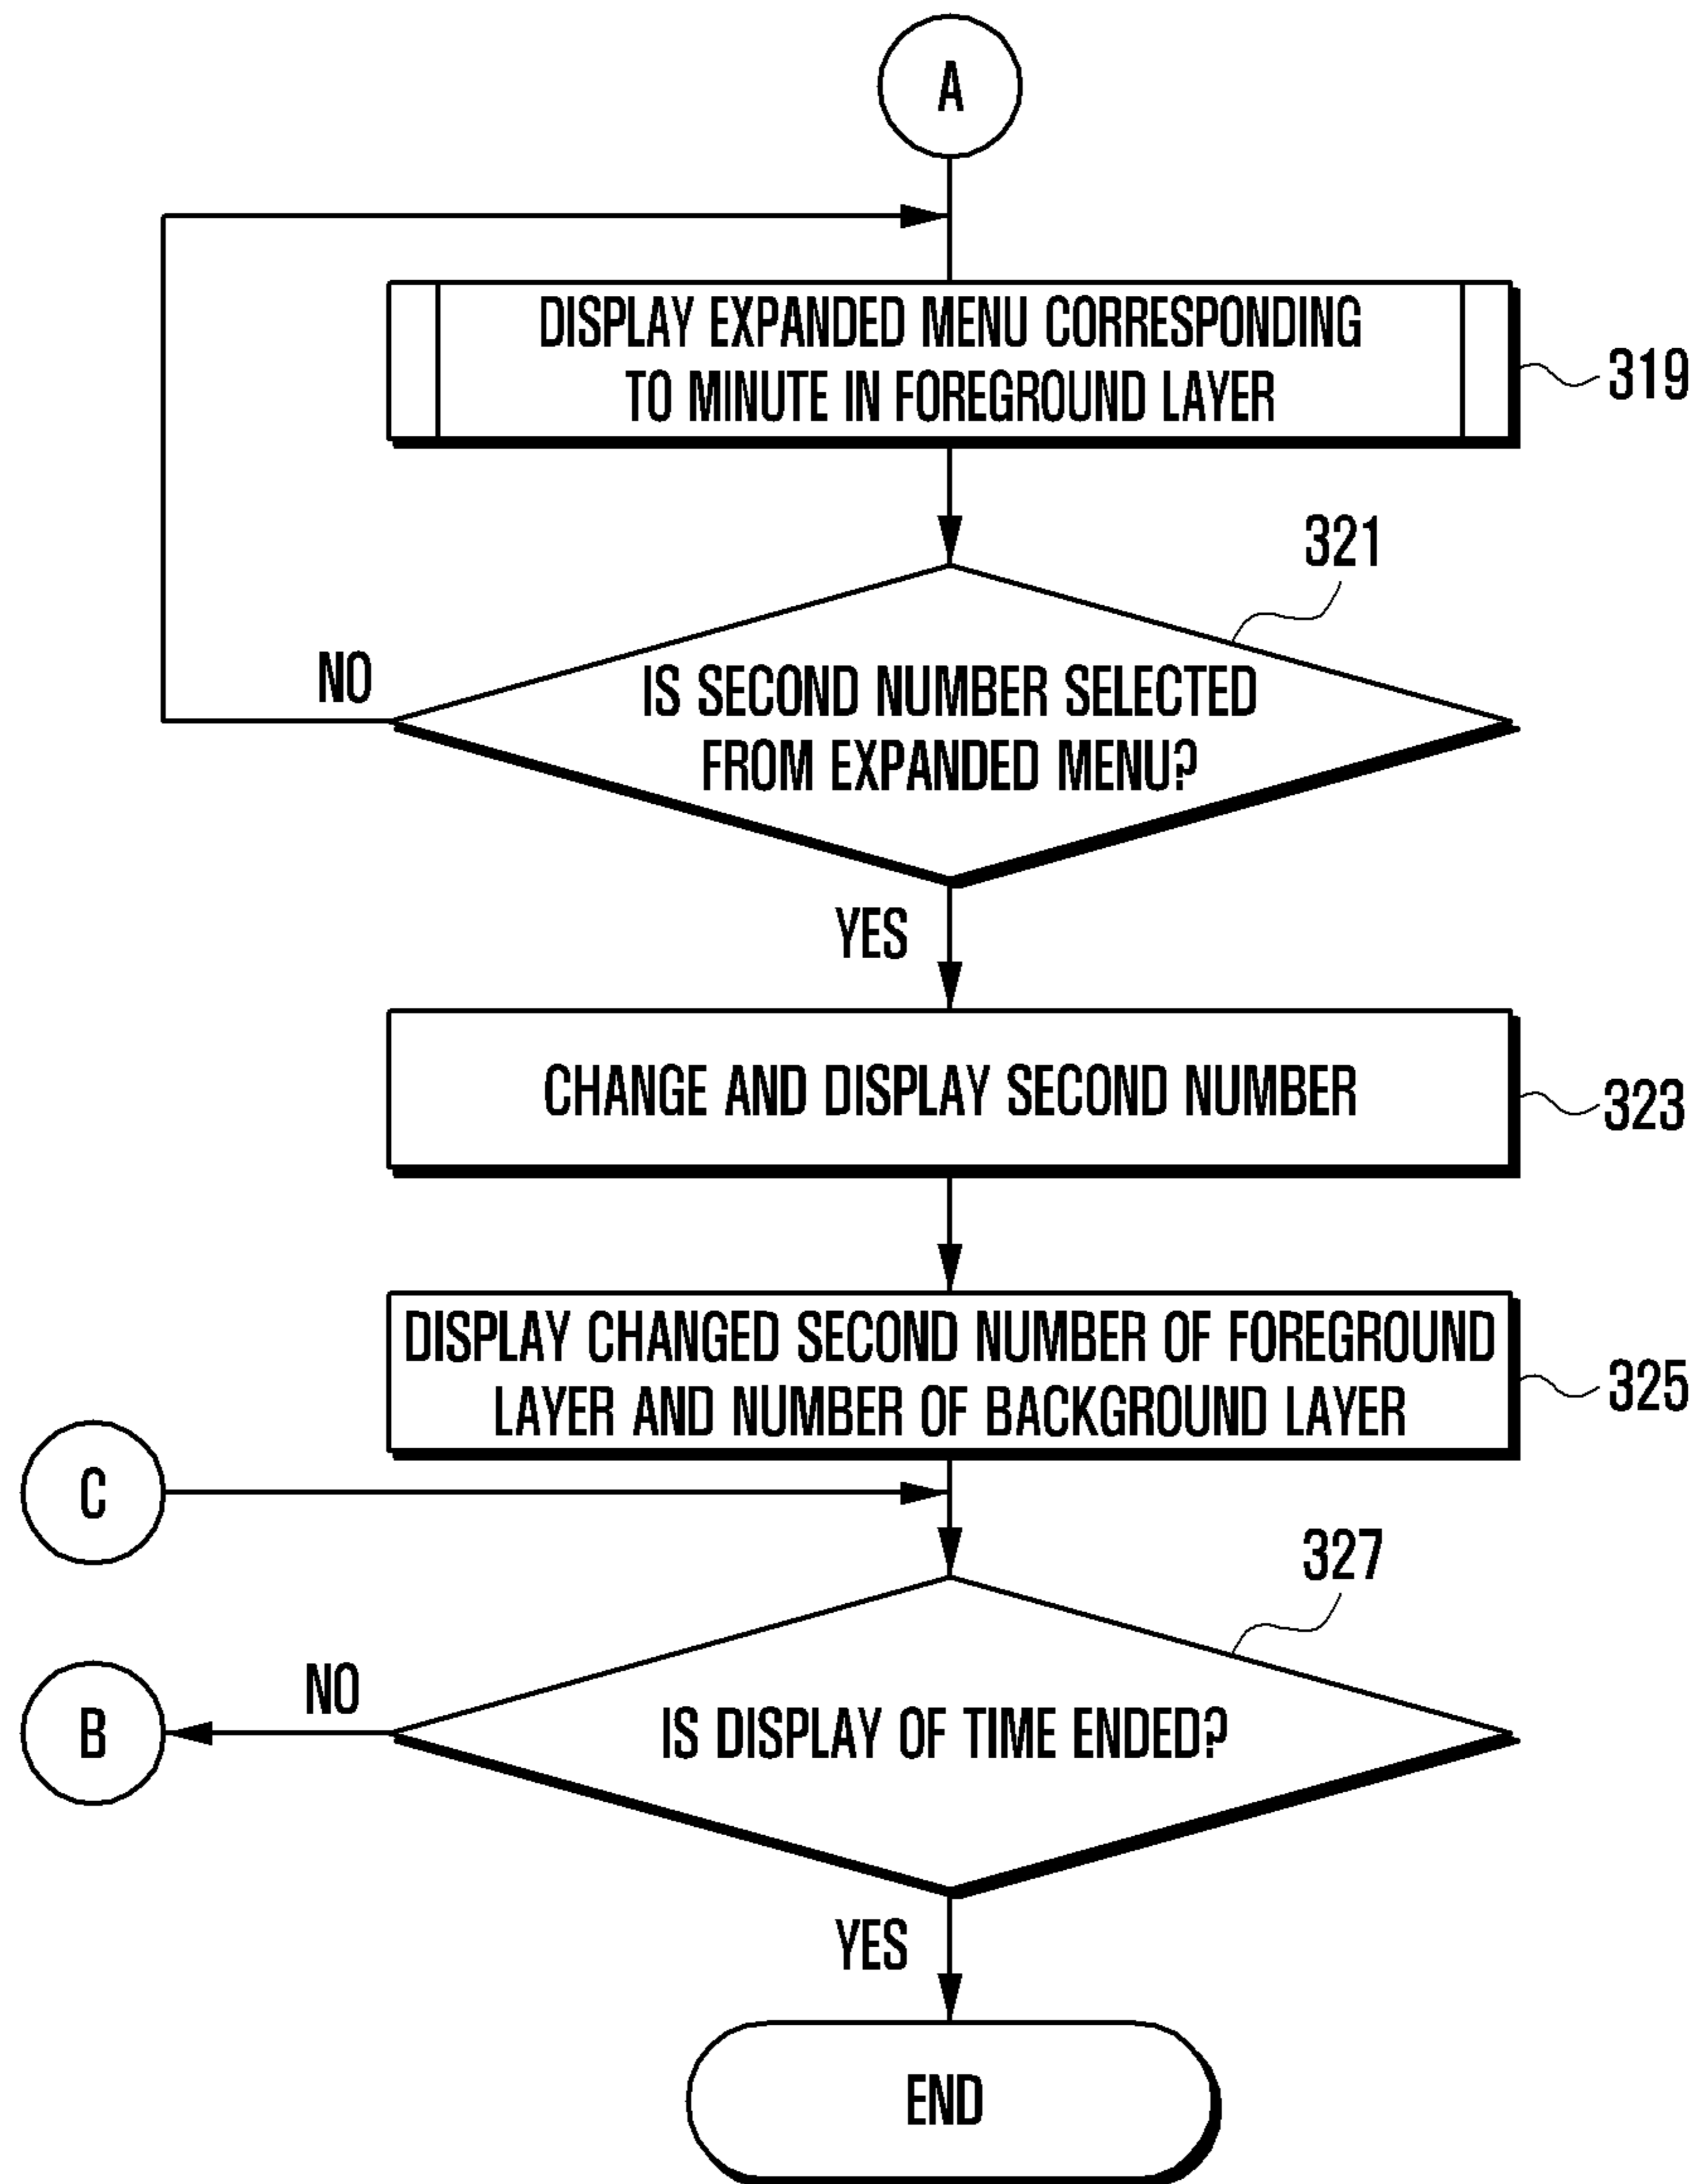 A
DISPLAY EXPANDED MENU CORRESPONDING
TO MINUTE IN FOREGROUND LAYER
319
321
NO
IS SECOND NUMBER SELECTED
FROM EXPANDED MENU?
YES
CHANGE AND DISPLAY SECOND NUMBER
323
DISPLAY CHANGED SECOND NUMBER OF FOREGROUND
LAYER AND NUMBER OF BACKGROUND LAYER
325
C
327
B
NO
IS DISPLAY OF TIME ENDED?
YES
END